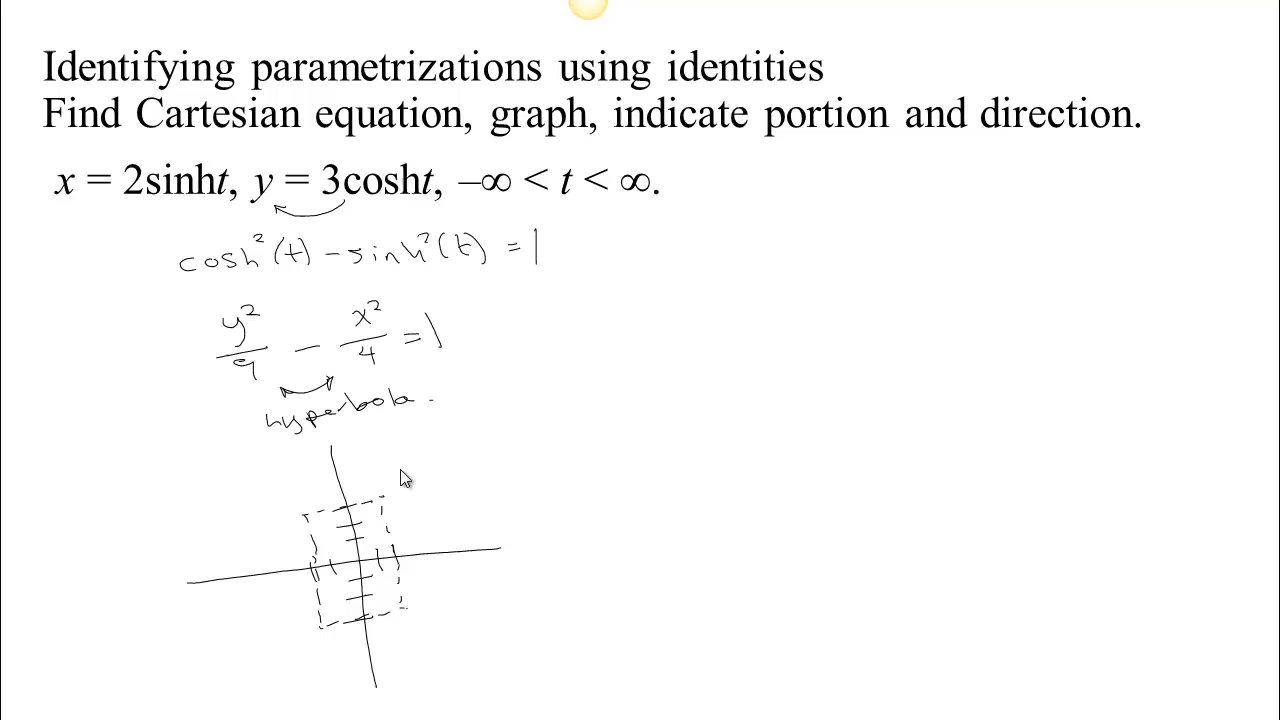 Identifying parametrizations using identities
Find Cartesian equation, graph, indicate portion and direction.
x = 2sinht, y = 3cosht, –∞ < t < ∞.
cosh²(t) – sinh²(t) = 1
y²/9 – x²/4 = 1
hyperbola.